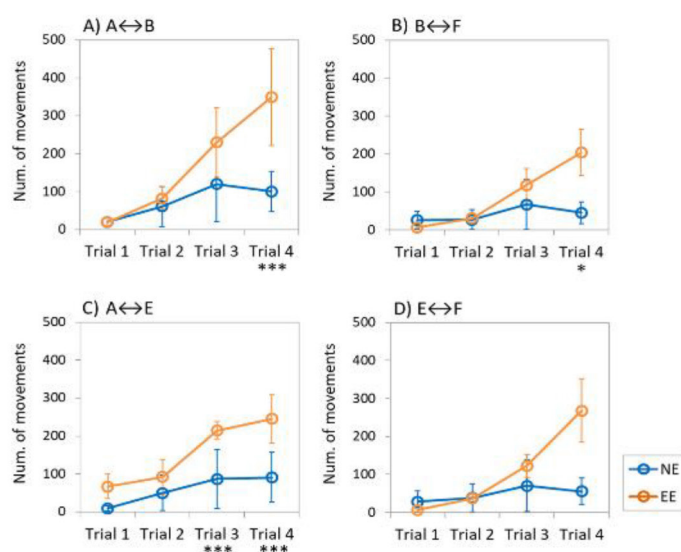 A) A↔B
B) B↔F
500
400
300
200
100
0
Num. of movements
Trial 1 Trial 2 Trial 3 Trial 4
***
500
400
300
200
100
0
Num. of movements
Trial 1 Trial 2 Trial 3 Trial 4
*
C) A↔E
D) E↔F
500
400
300
200
100
0
Num. of movements
Trial 1 Trial 2 Trial 3 Trial 4
*** ***
500
400
300
200
100
0
Num. of movements
Trial 1 Trial 2 Trial 3 Trial 4
NE
EE